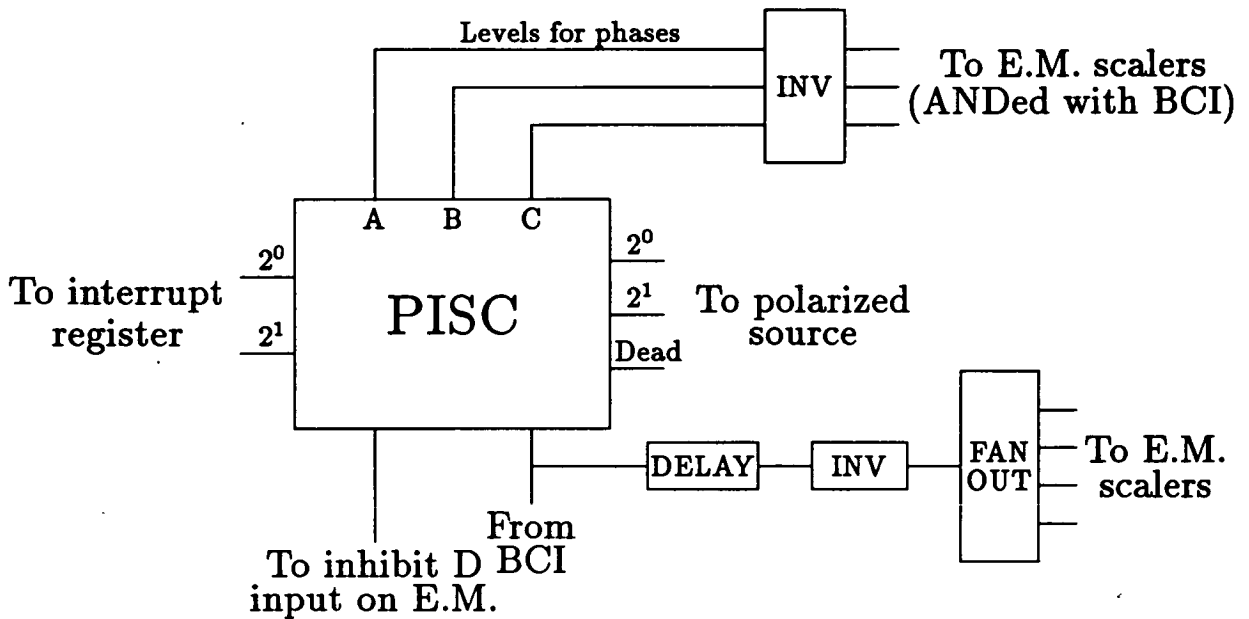 Levels for phases
INV
To E.M. scalers
(ANDed with BCI)
A B C
2⁰
2¹
To interrupt
register
PISC
2⁰
2¹
Dead
To polarized
source
DELAY
INV
FAN
OUT
To E.M.
scalers
From
BCI
To inhibit D
input on E.M.